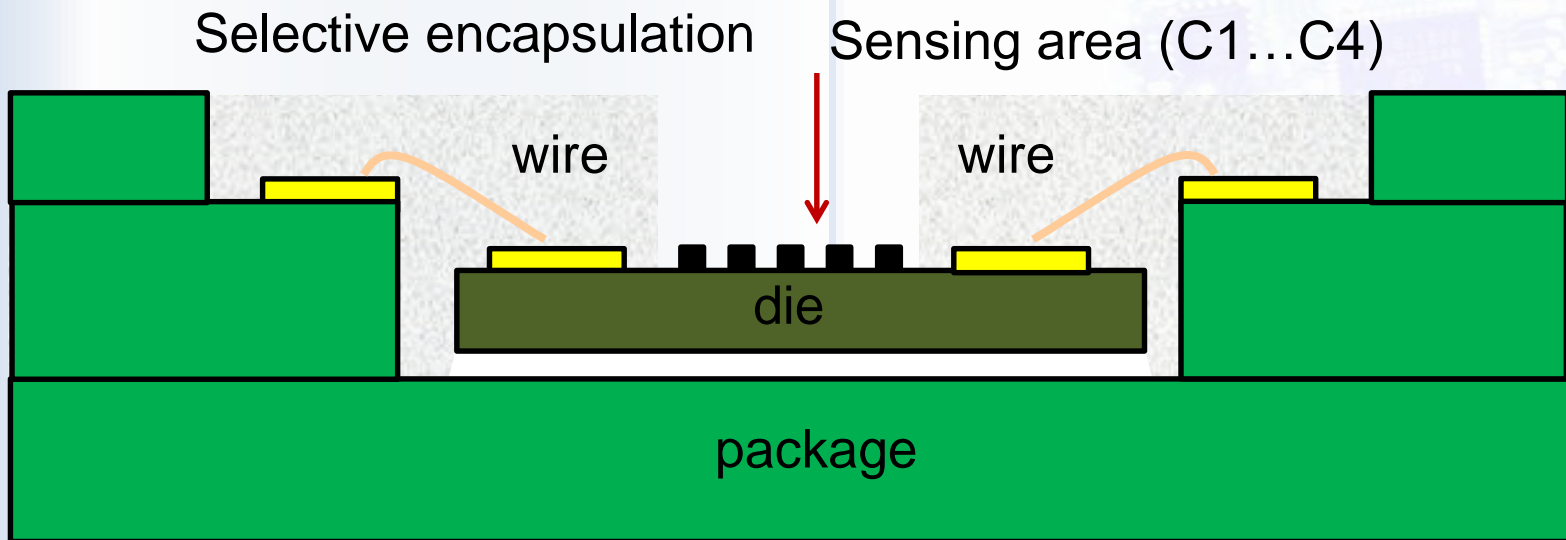 Selective encapsulation
Sensing area (C1…C4)
wire
wire
die
package